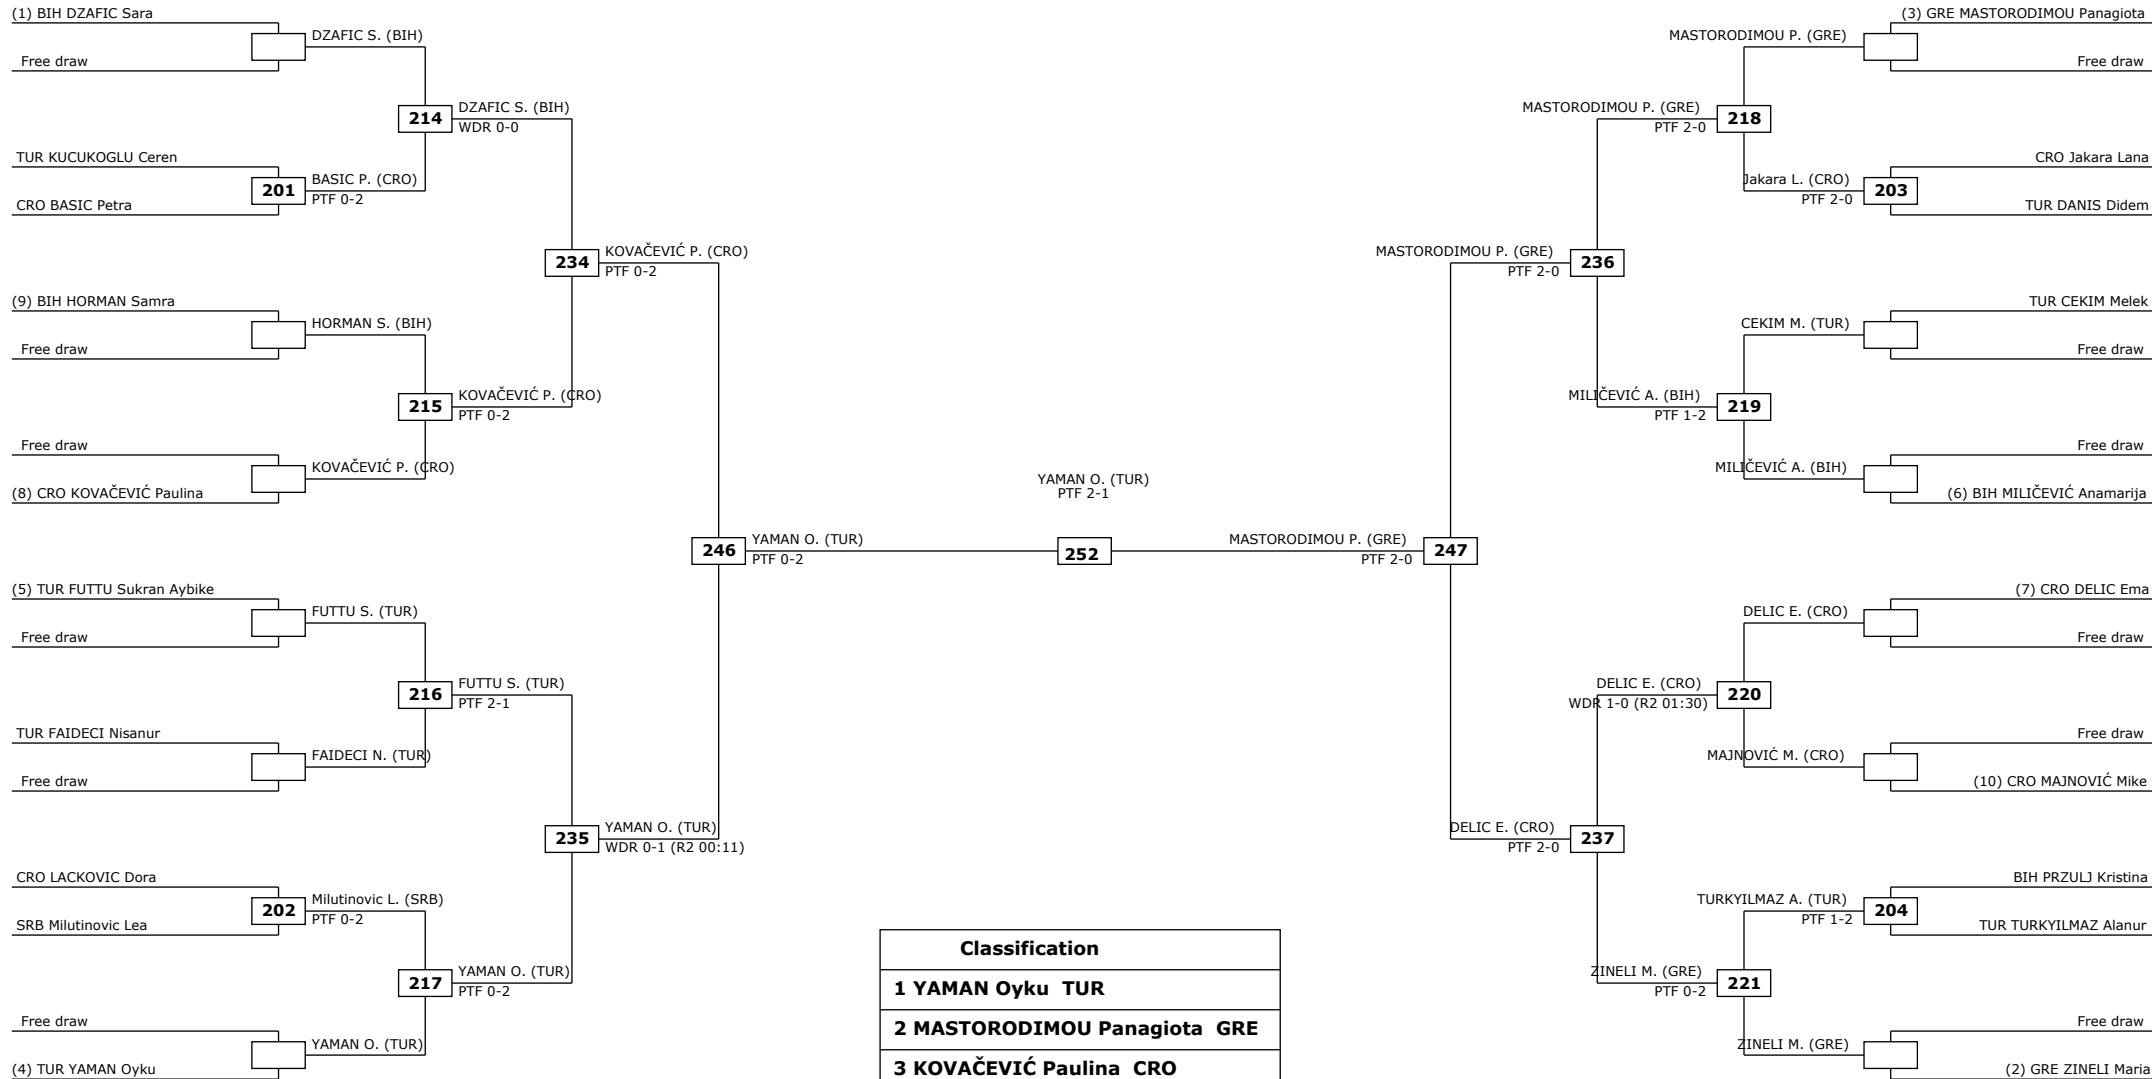 (1) BIH DZAFIC Sara
DZAFIC S. (BIH)
Free draw
214
DZAFIC S. (BIH)
WDR 0-0
TUR KUCUKOGLU Ceren
201
BASIC P. (CRO)
PTF 0-2
CRO BASIC Petra
234
KOVAČEVIĆ P. (CRO)
PTF 0-2
(9) BIH HORMAN Samra
HORMAN S. (BIH)
Free draw
215
KOVAČEVIĆ P. (CRO)
PTF 0-2
Free draw
KOVAČEVIĆ P. (CRO)
(8) CRO KOVAČEVIĆ Paulina
246
YAMAN O. (TUR)
PTF 0-2
(5) TUR FUTTU Sukran Aybike
FUTTU S. (TUR)
Free draw
216
FUTTU S. (TUR)
PTF 2-1
TUR FAIDECI Nisanur
FAIDECI N. (TUR)
Free draw
235
YAMAN O. (TUR)
WDR 0-1 (R2 00:11)
CRO LACKOVIC Dora
202
Milutinovic L. (SRB)
PTF 0-2
SRB Milutinovic Lea
217
YAMAN O. (TUR)
PTF 0-2
Free draw
YAMAN O. (TUR)
(4) TUR YAMAN Oyku
YAMAN O. (TUR)
PTF 2-1
252
(3) GRE MASTORODIMOU Panagiota
MASTORODIMOU P. (GRE)
Free draw
MASTORODIMOU P. (GRE)
PTF 2-0
218
CRO Jakara Lana
Jakara L. (CRO)
PTF 2-0
203
TUR DANIS Didem
MASTORODIMOU P. (GRE)
PTF 2-0
236
TUR CEKIM Melek
CEKIM M. (TUR)
Free draw
MILIČEVIĆ A. (BIH)
PTF 1-2
219
Free draw
MILIČEVIĆ A. (BIH)
(6) BIH MILIČEVIĆ Anamarija
MASTORODIMOU P. (GRE)
PTF 2-0
247
(7) CRO DELIC Ema
DELIC E. (CRO)
Free draw
DELIC E. (CRO)
WDR 1-0 (R2 01:30)
220
Free draw
MAJNOVIĆ M. (CRO)
(10) CRO MAJNOVIĆ Mike
DELIC E. (CRO)
PTF 2-0
237
BIH PRZULJ Kristina
TURKYILMAZ A. (TUR)
PTF 1-2
204
TUR TURKYILMAZ Alanur
ZINELI M. (GRE)
PTF 0-2
221
Free draw
ZINELI M. (GRE)
(2) GRE ZINELI Maria
Classification
1 YAMAN Oyku TUR
2 MASTORODIMOU Panagiota GRE
3 KOVAČEVIĆ Paulina CRO